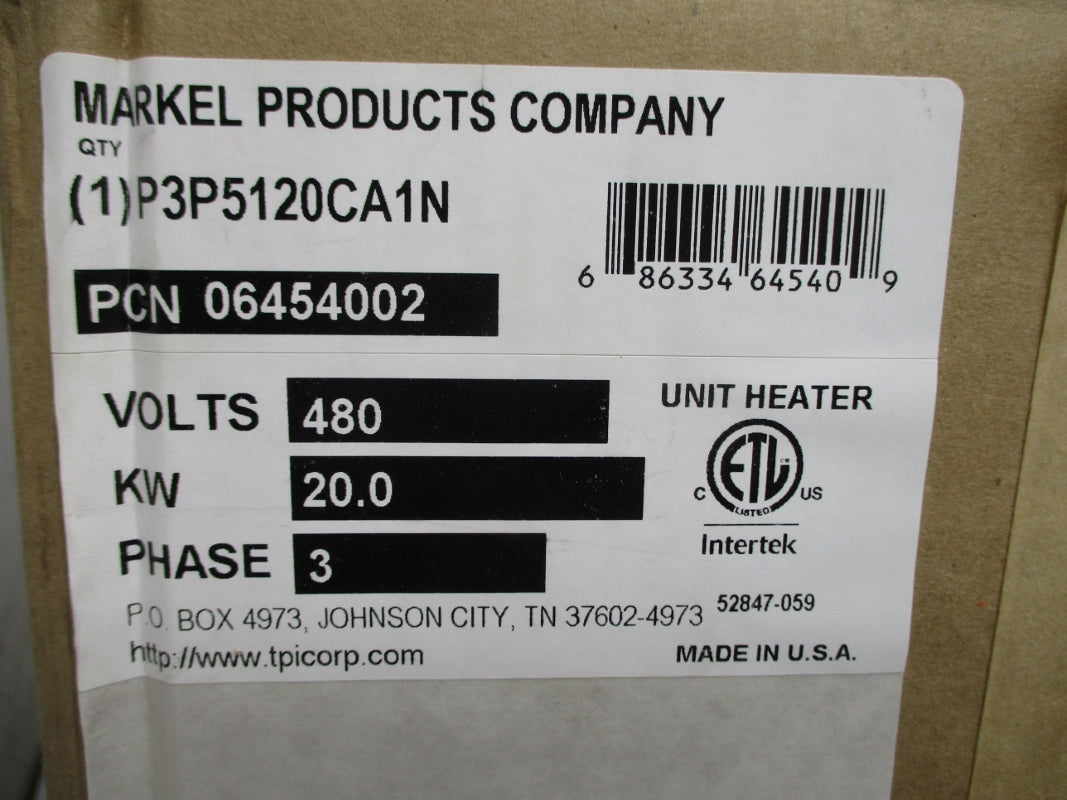 MARKEL PRODUCTS COMPANY
QTY
(1)P3P5120CA1N
6 86334 64540 9
PCN 06454002
VOLTS 480
UNIT HEATER
KW 20.0
ETL
C US
LISTED
Intertek
PHASE 3
52847-059
P.O. BOX 4973, JOHNSON CITY, TN 37602-4973
http://www.tpicorp.com
MADE IN U.S.A.